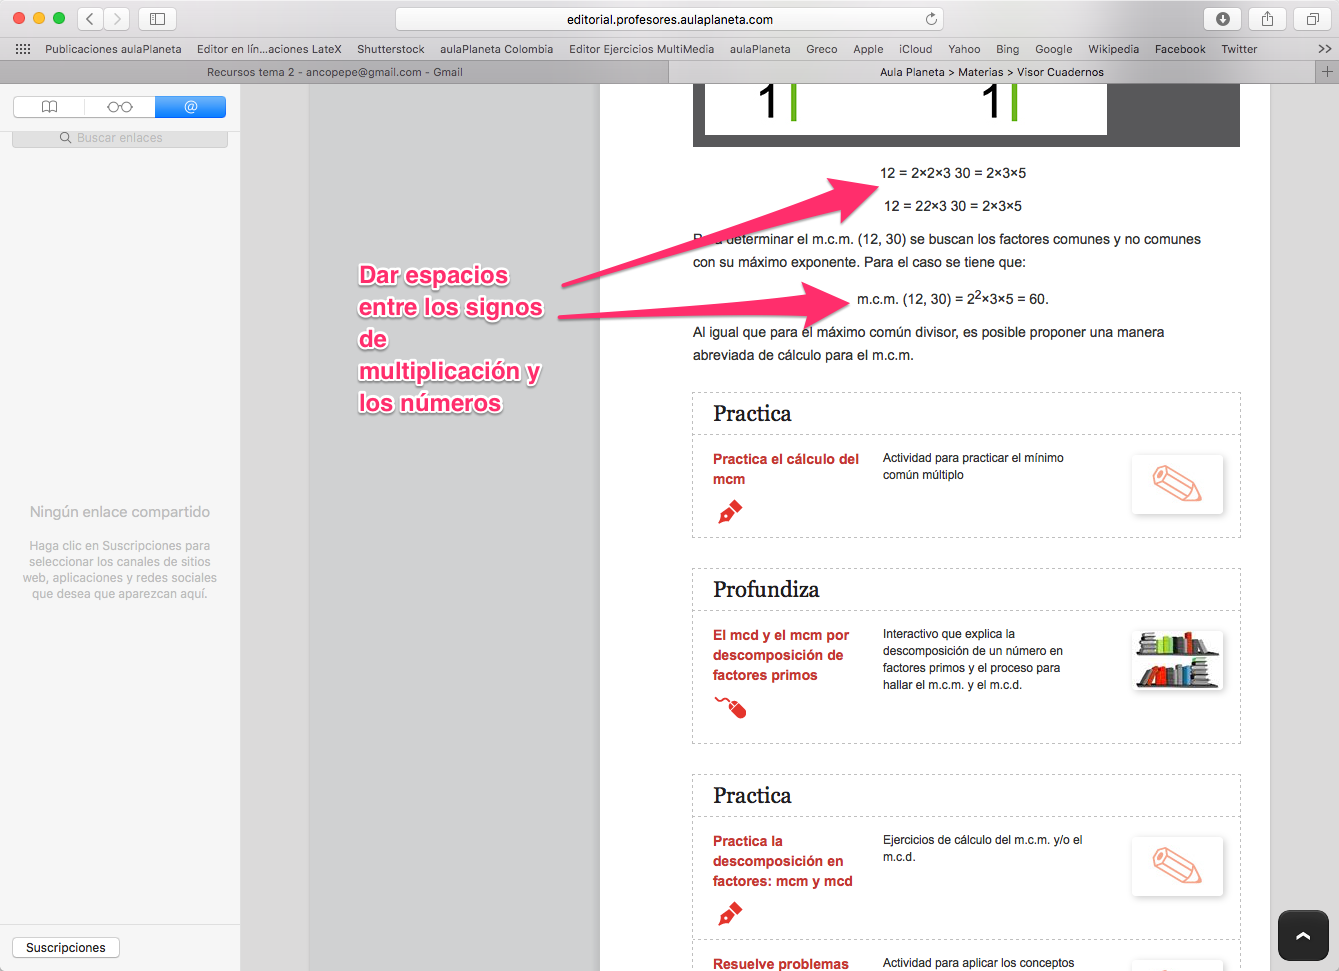 editorial.profesores.aulaplaneta.com
Publicaciones aulaPlaneta Editor en lín...aciones LateX Shutterstock aulaPlaneta Colombia Editor Ejercicios MultiMedia aulaPlaneta Greco Apple iCloud Yahoo Bing Google Wikipedia Facebook Twitter >>
Recursos tema 2 - ancopepe@gmail.com - Gmail
Aula Planeta > Materias > Visor Cuadernos
@
Buscar enlaces
Ningún enlace compartido
Haga clic en Suscripciones para
seleccionar los canales de sitios
web, aplicaciones y redes sociales
que desea que aparezcan aquí.
Suscripciones
Dar espacios
entre los signos
de
multiplicación y
los números
1 1
12 = 2×2×3 30 = 2×3×5
12 = 22×3 30 = 2×3×5
determinar el m.c.m. (12, 30) se buscan los factores comunes y no comunes
con su máximo exponente. Para el caso se tiene que:
m.c.m. (12, 30) = 2²×3×5 = 60.
Al igual que para el máximo común divisor, es posible proponer una manera
abreviada de cálculo para el m.c.m.
Practica
Practica el cálculo del
mcm
Actividad para practicar el mínimo
común múltiplo
Profundiza
El mcd y el mcm por
descomposición de
factores primos
Interactivo que explica la
descomposición de un número en
factores primos y el proceso para
hallar el m.c.m. y el m.c.d.
Practica
Practica la
descomposición en
factores: mcm y mcd
Ejercicios de cálculo del m.c.m. y/o el
m.c.d.
Resuelve problemas
Actividad para aplicar los conceptos